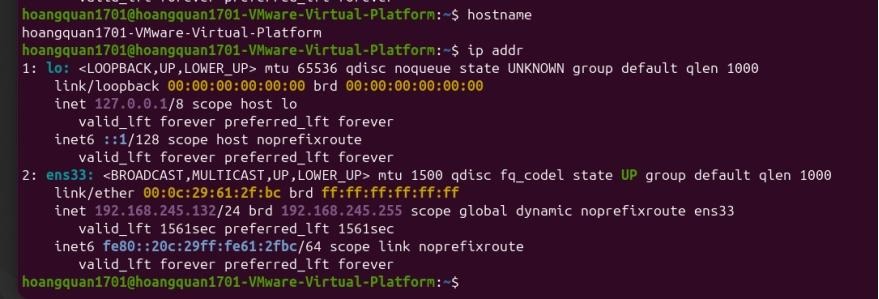 valid_lft forever preferred_lft forever
hoangquan1701@hoangquan1701-VMware-Virtual-Platform:~$ hostname
hoangquan1701-VMware-Virtual-Platform
hoangquan1701@hoangquan1701-VMware-Virtual-Platform:~$ ip addr
1: lo: <LOOPBACK,UP,LOWER_UP> mtu 65536 qdisc noqueue state UNKNOWN group default qlen 1000
    link/loopback 00:00:00:00:00:00 brd 00:00:00:00:00:00
    inet 127.0.0.1/8 scope host lo
       valid_lft forever preferred_lft forever
    inet6 ::1/128 scope host noprefixroute
       valid_lft forever preferred_lft forever
2: ens33: <BROADCAST,MULTICAST,UP,LOWER_UP> mtu 1500 qdisc fq_codel state UP group default qlen 1000
    link/ether 00:0c:29:61:2f:bc brd ff:ff:ff:ff:ff:ff
    inet 192.168.245.132/24 brd 192.168.245.255 scope global dynamic noprefixroute ens33
       valid_lft 1561sec preferred_lft 1561sec
    inet6 fe80::20c:29ff:fe61:2fbc/64 scope link noprefixroute
       valid_lft forever preferred_lft forever
hoangquan1701@hoangquan1701-VMware-Virtual-Platform:~$